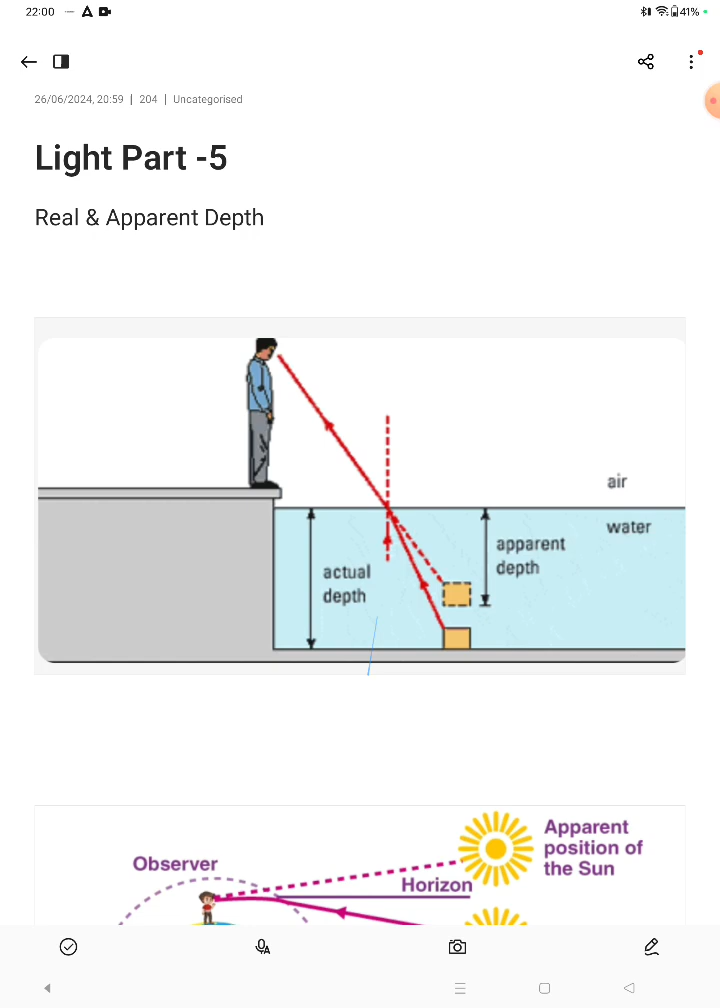 22:00
41%
26/06/2024, 20:59 | 204 | Uncategorised
Light Part -5
Real & Apparent Depth
air
water
apparent
depth
actual
depth
Apparent
position of
the Sun
Observer
Horizon